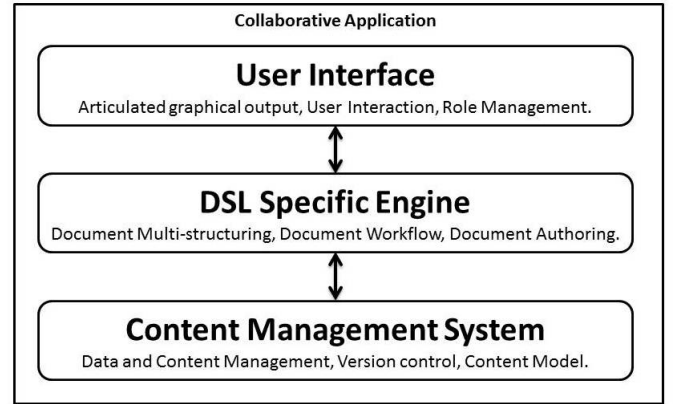 Collaborative Application
User Interface
Articulated graphical output, User Interaction, Role Management.
DSL Specific Engine
Document Multi-structuring, Document Workflow, Document Authoring.
Content Management System
Data and Content Management, Version control, Content Model.